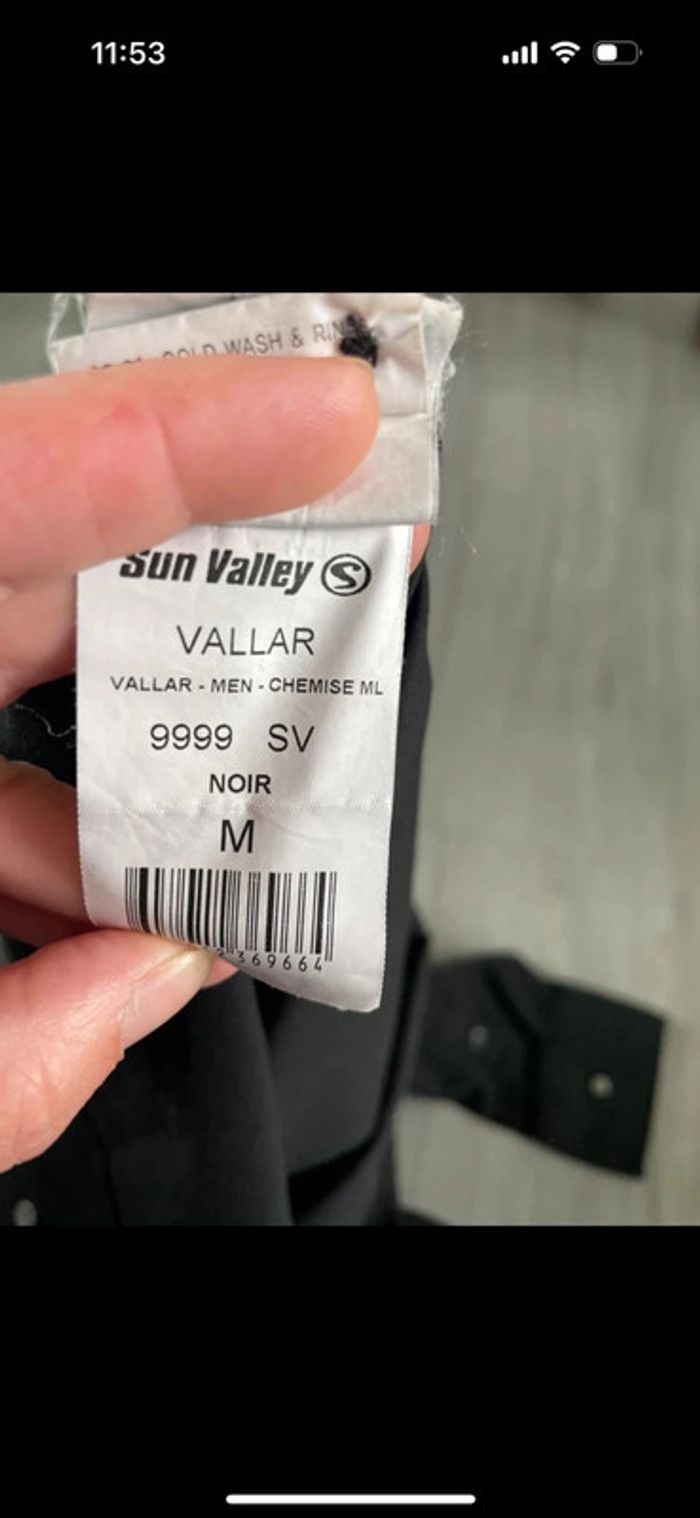 11:53
COLD WASH & RIN
Sun Valley S
VALLAR
VALLAR - MEN - CHEMISE ML
9999 SV
NOIR
M
369664